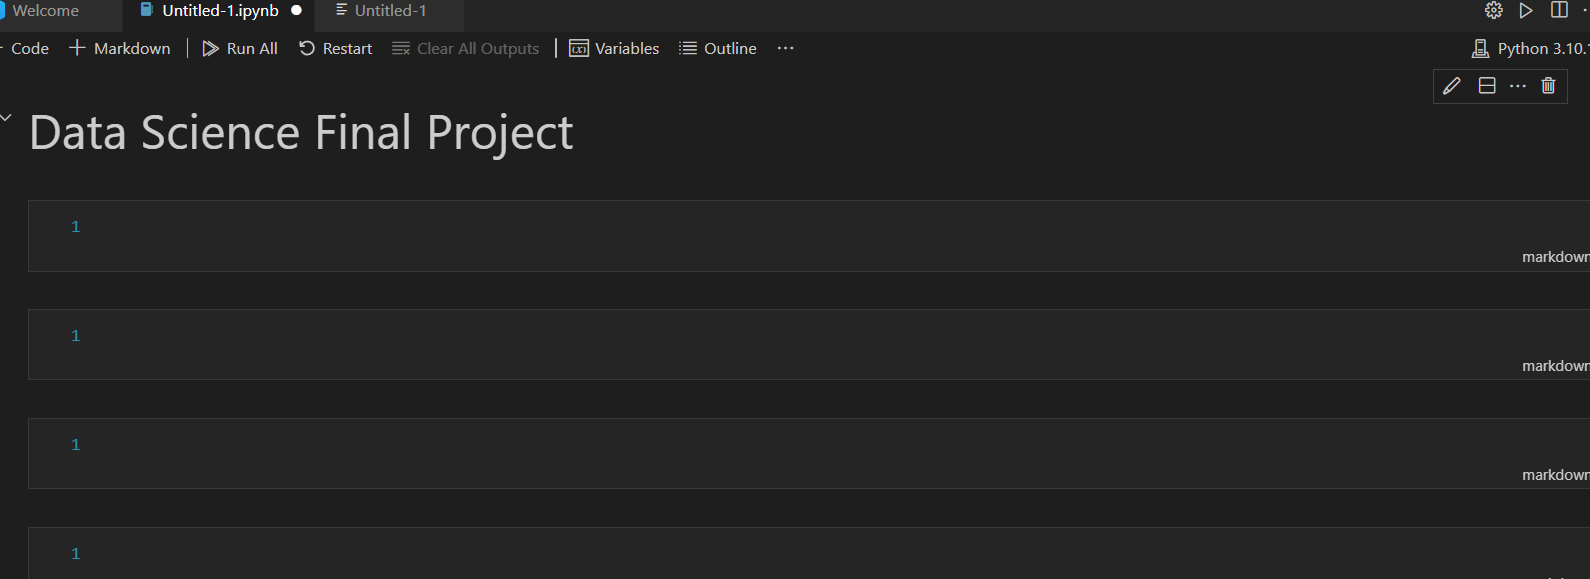 Welcome
Untitled-1.ipynb
Untitled-1
Code
Markdown
Run All
Restart
Clear All Outputs
Variables
Outline
Python 3.10.
Data Science Final Project
1
markdown
1
markdown
1
markdown
1